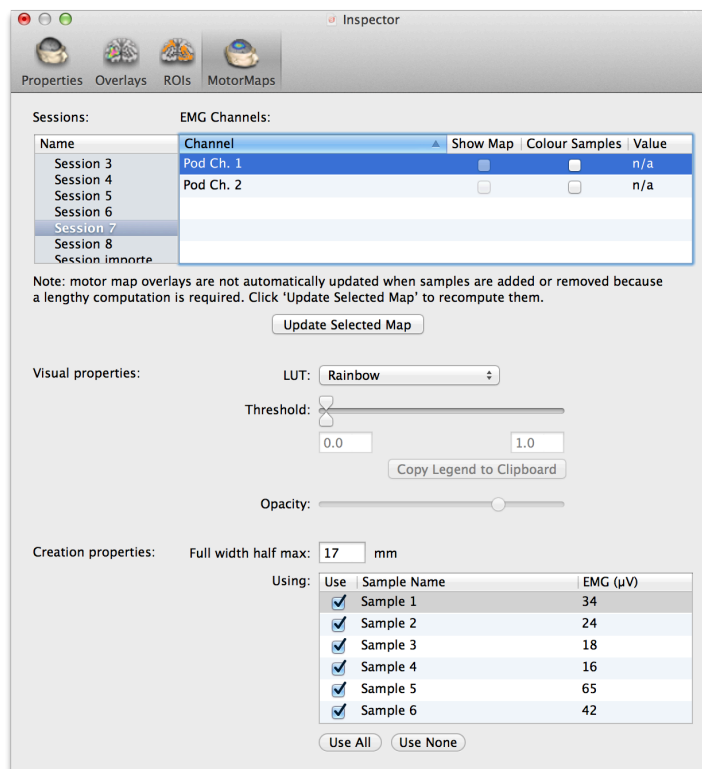 Inspector
Properties Overlays ROIs MotorMaps
Sessions: EMG Channels:
Name Channel Show Map Colour Samples Value
Session 3 Pod Ch. 1 n/a
Session 4
Session 5 Pod Ch. 2 n/a
Session 6
Session 7
Session 8
Session importe
Note: motor map overlays are not automatically updated when samples are added or removed because
a lengthy computation is required. Click ‘Update Selected Map’ to recompute them.
Update Selected Map
Visual properties: LUT: Rainbow
Threshold:
0.0 1.0
Copy Legend to Clipboard
Opacity:
Creation properties: Full width half max: 17 mm
Using: Use Sample Name EMG (µV)
Sample 1 34
Sample 2 24
Sample 3 18
Sample 4 16
Sample 5 65
Sample 6 42
Use All Use None